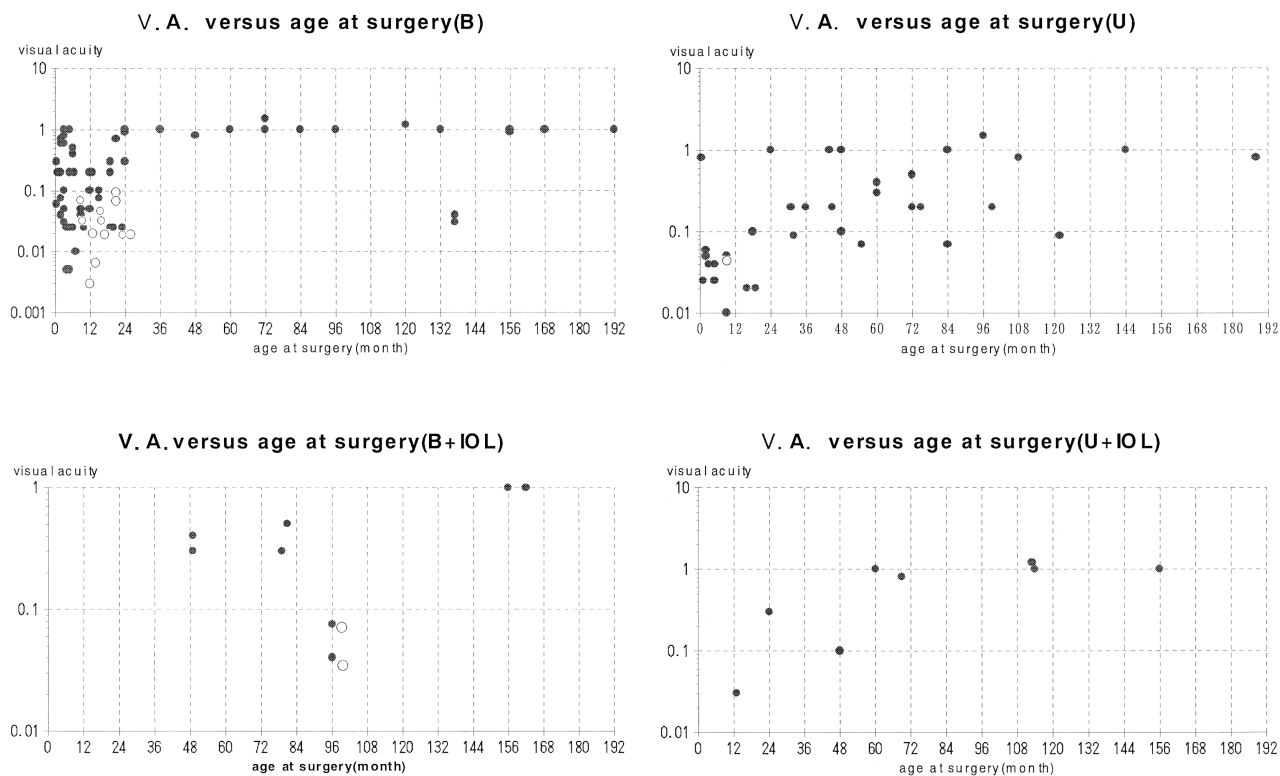 V. A. versus age at surgery(B)
visual acuity
10
1
0.1
0.01
0.001
0 12 24 36 48 60 72 84 96 108 120 132 144 156 168 180 192
age at surgery(month)
V. A. versus age at surgery(U)
visual acuity
10
1
0.1
0.01
0 12 24 36 48 60 72 84 96 108 120 132 144 156 168 180 192
age at surgery(month)
V. A. versus age at surgery(B+IOL)
visual acuity
1
0.1
0.01
0 12 24 36 48 60 72 84 96 108 120 132 144 156 168 180 192
age at surgery(month)
V. A. versus age at surgery(U+IOL)
visual acuity
10
1
0.1
0.01
0 12 24 36 48 60 72 84 96 108 120 132 144 156 168 180 192
age at surgery(month)